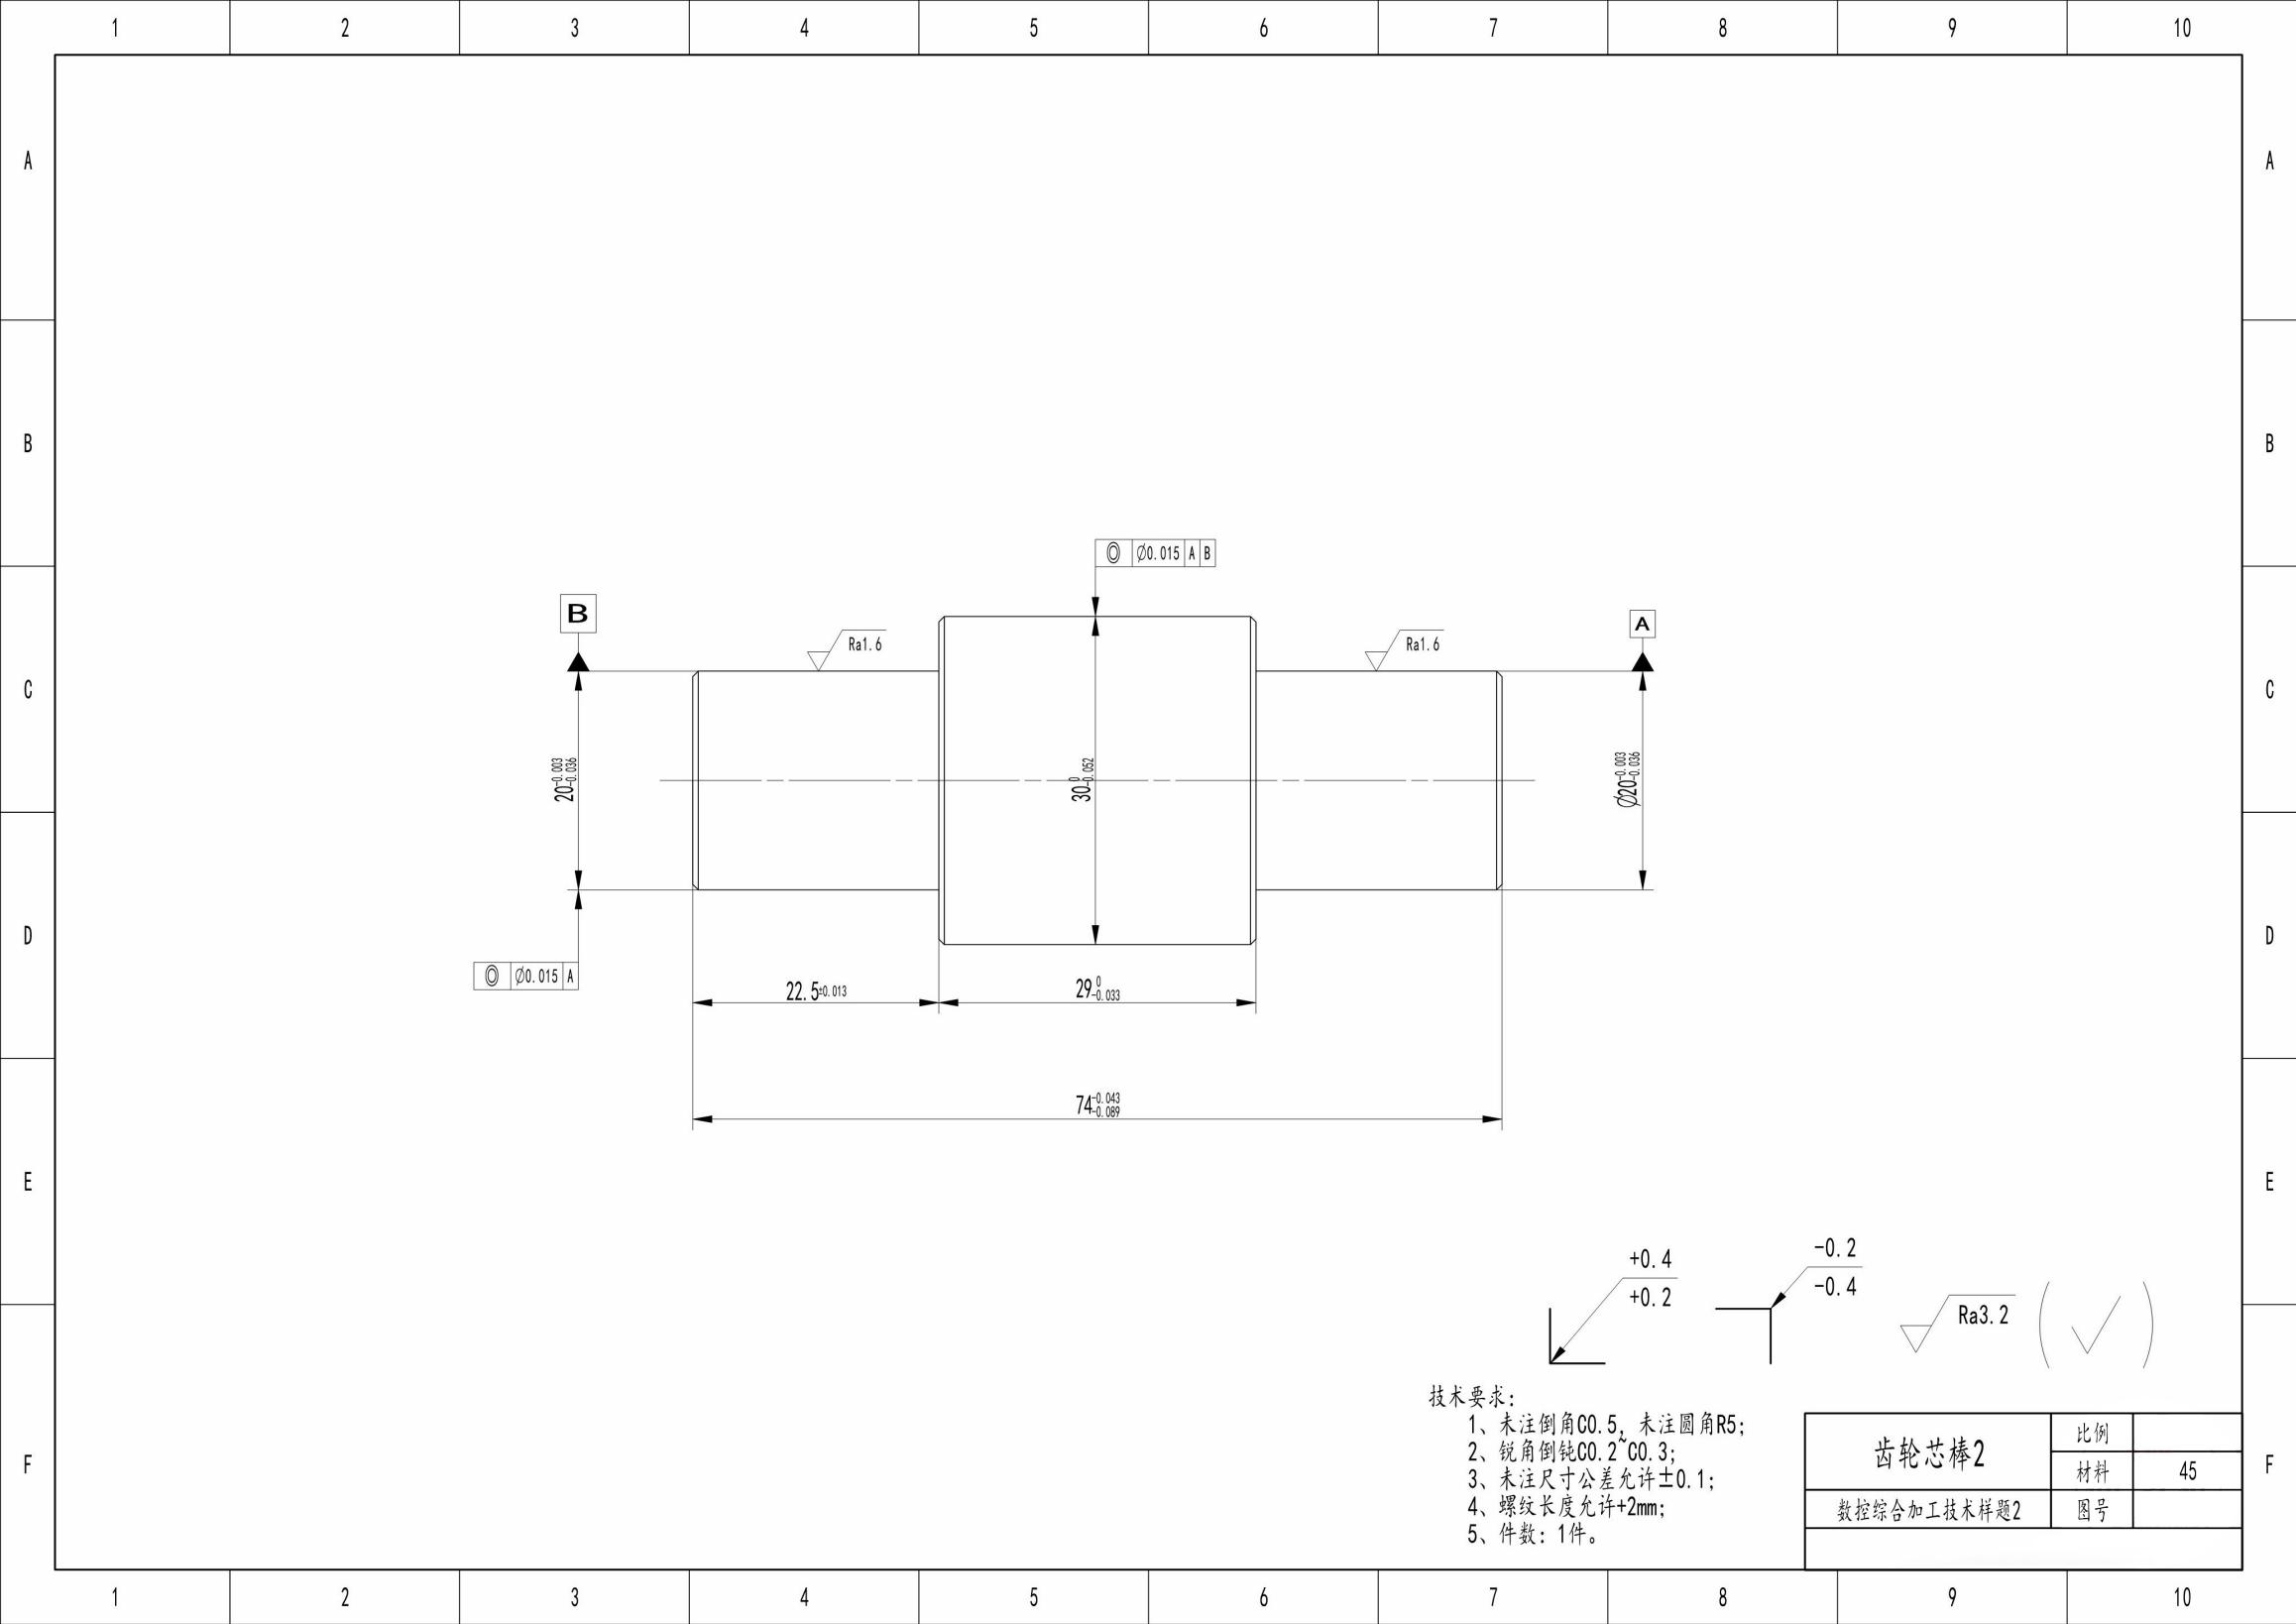 1 2 3 4 5 6 7 8 9 10
A A
B B
C C
D D
E E
F F
◎ ∅0.015 A B
B
A
Ra1.6
Ra1.6
20 -0.003 -0.036
30 0 -0.052
∅20 -0.003 -0.036
◎ ∅0.015 A
22.5±0.013
29 0 -0.033
74 -0.043 -0.089
+0.4
+0.2
-0.2
-0.4
Ra3.2
技术要求:
1、未注倒角C0.5, 未注圆角R5;
2、锐角倒钝C0.2~C0.3;
3、未注尺寸公差允许±0.1;
4、螺纹长度允许+2mm;
5、件数: 1件。
齿轮芯棒2
比例
材料 45
数控综合加工技术样题2
图号
1 2 3 4 5 6 7 8 9 10